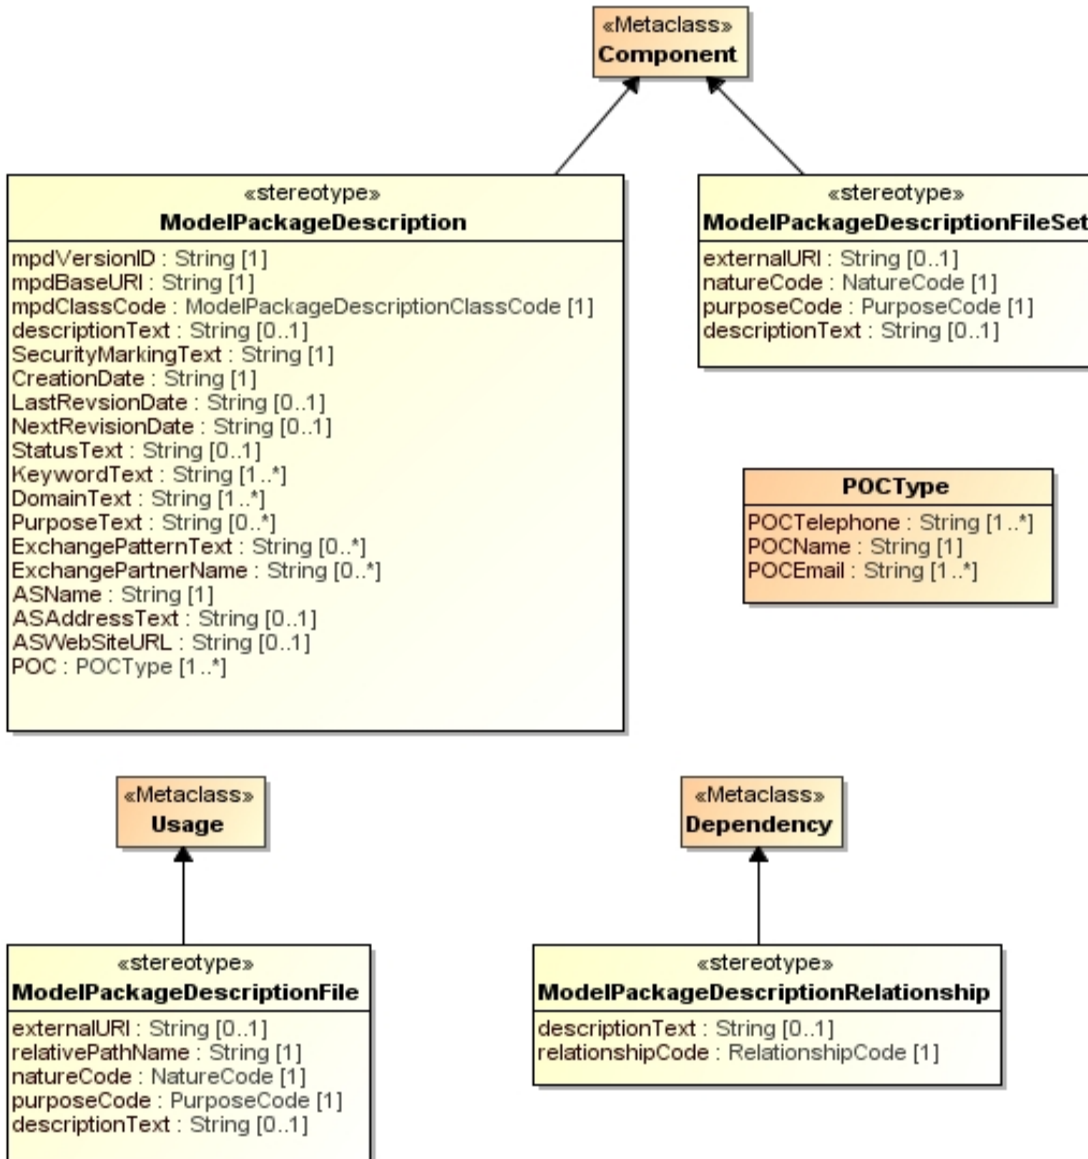 «Metaclass»
Component
«stereotype»
ModelPackageDescription
mpdVersionID : String [1]
mpdBaseURI : String [1]
mpdClassCode : ModelPackageDescriptionClassCode [1]
descriptionText : String [0..1]
SecurityMarkingText : String [1]
CreationDate : String [1]
LastRevsionDate : String [0..1]
NextRevisionDate : String [0..1]
StatusText : String [0..1]
KeywordText : String [1..*]
DomainText : String [1..*]
PurposeText : String [0..*]
ExchangePatternText : String [0..*]
ExchangePartnerName : String [0..*]
ASName : String [1]
ASAddressText : String [0..1]
ASWebSiteURL : String [0..1]
POC : POCType [1..*]
«stereotype»
ModelPackageDescriptionFileSet
externalURI : String [0..1]
natureCode : NatureCode [1]
purposeCode : PurposeCode [1]
descriptionText : String [0..1]
POCType
POCTelephone : String [1..*]
POCName : String [1]
POCEmail : String [1..*]
«Metaclass»
Usage
«Metaclass»
Dependency
«stereotype»
ModelPackageDescriptionFile
externalURI : String [0..1]
relativePathName : String [1]
natureCode : NatureCode [1]
purposeCode : PurposeCode [1]
descriptionText : String [0..1]
«stereotype»
ModelPackageDescriptionRelationship
descriptionText : String [0..1]
relationshipCode : RelationshipCode [1]